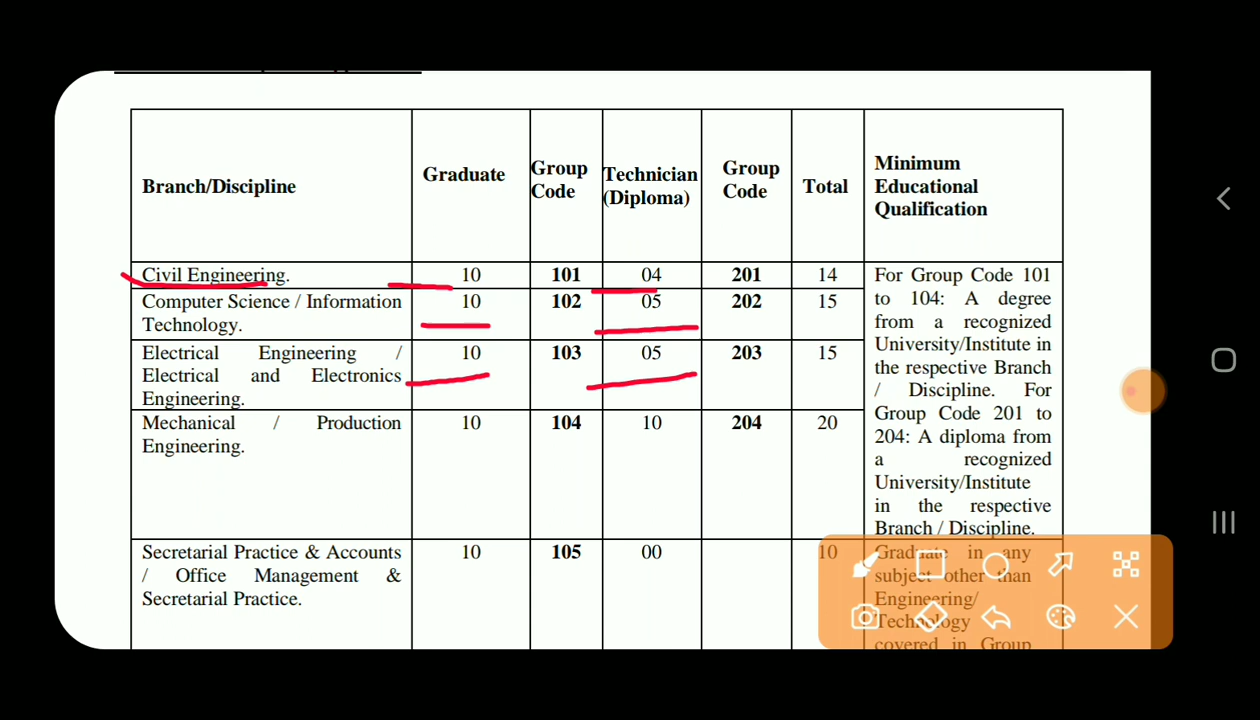 Branch/Discipline
Graduate
Group
Code
Technician
(Diploma)
Group
Code
Total
Minimum
Educational
Qualification
Civil Engineering.
10
101
04
201
14
Computer Science / Information
Technology.
10
102
05
202
15
Electrical Engineering /
Electrical and Electronics
Engineering.
10
103
05
203
15
Mechanical / Production
Engineering.
10
104
10
204
20
For Group Code 101
to 104: A degree
from a recognized
University/Institute in
the respective Branch
/ Discipline. For
Group Code 201 to
204: A diploma from
a recognized
University/Institute
in the respective
Branch / Discipline.
Secretarial Practice & Accounts
/ Office Management &
Secretarial Practice.
10
105
00
10
Graduate in any
subject other than
Engineering/
Technology
covered in Group